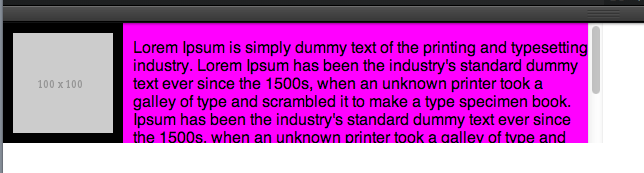 100 x 100
Lorem Ipsum is simply dummy text of the printing and typesetting
industry. Lorem Ipsum has been the industry's standard dummy
text ever since the 1500s, when an unknown printer took a
galley of type and scrambled it to make a type specimen book.
Ipsum has been the industry's standard dummy text ever since
the 1500s, when an unknown printer took a galley of type and